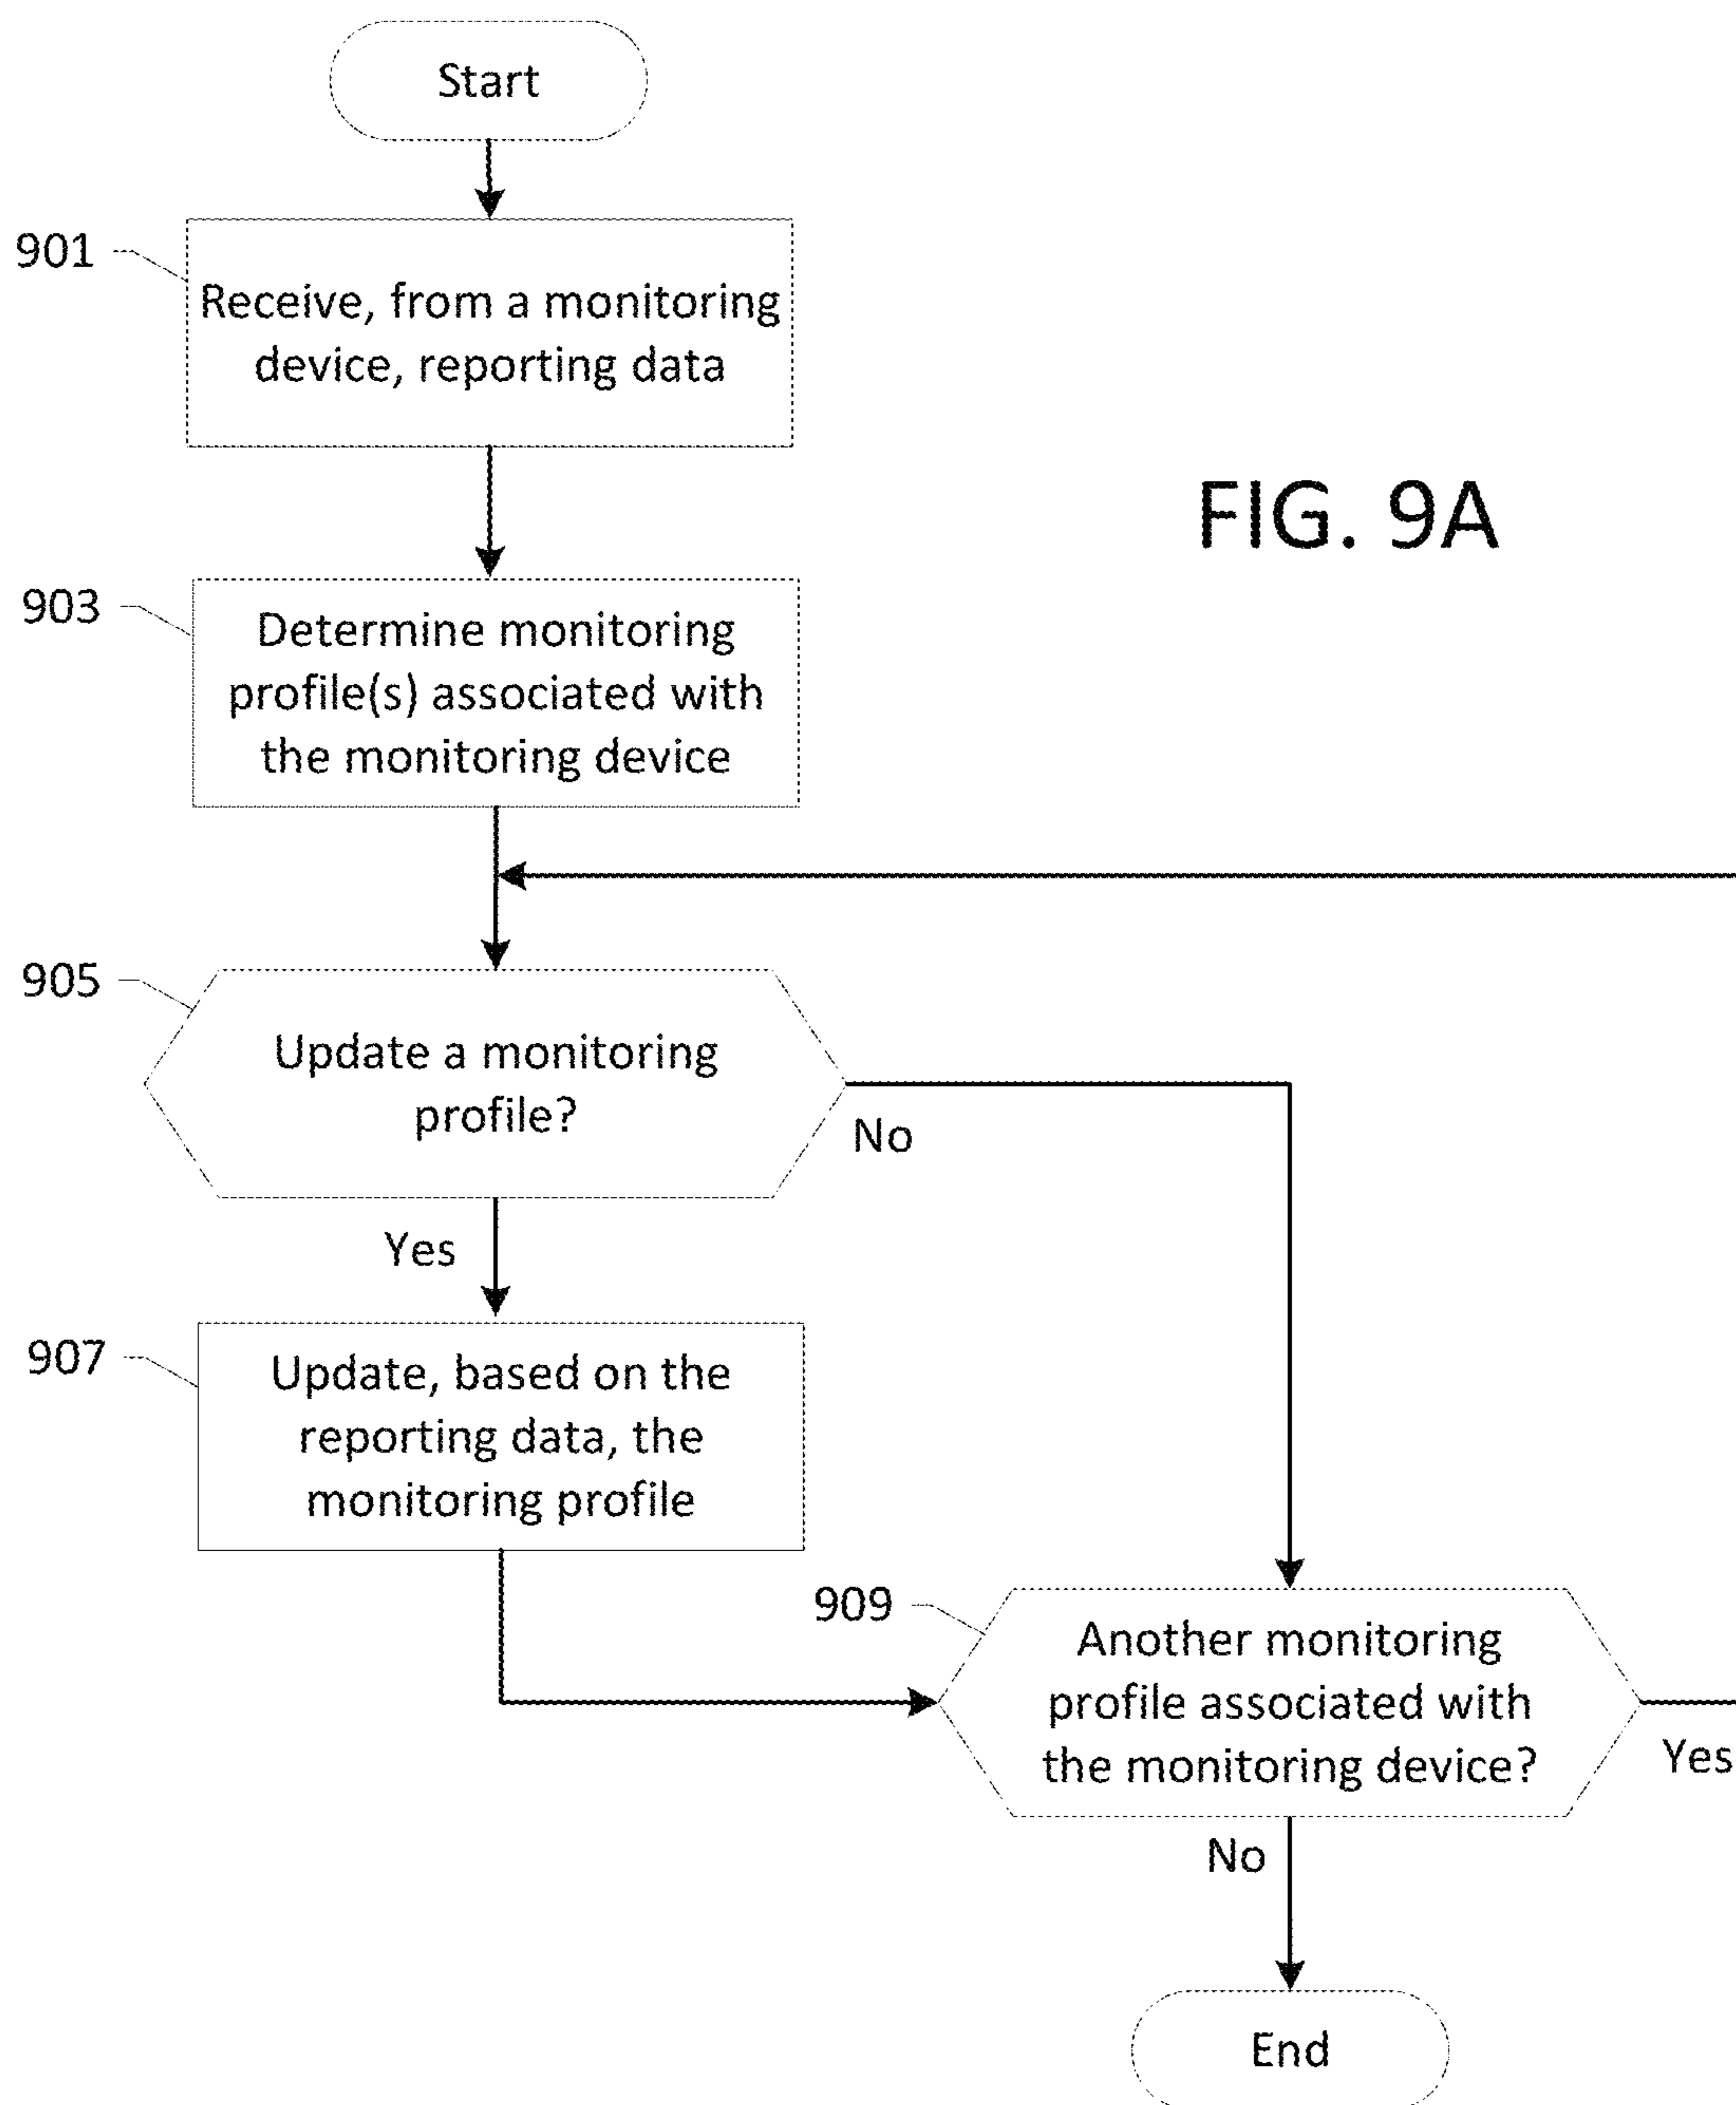 Start
901
Receive, from a monitoring
device, reporting data
FIG. 9A
903
Determine monitoring
profile(s) associated with
the monitoring device
905
Update a monitoring
profile?
No
Yes
907
Update, based on the
reporting data, the
monitoring profile
909
Another monitoring
profile associated with
the monitoring device?
Yes
No
End